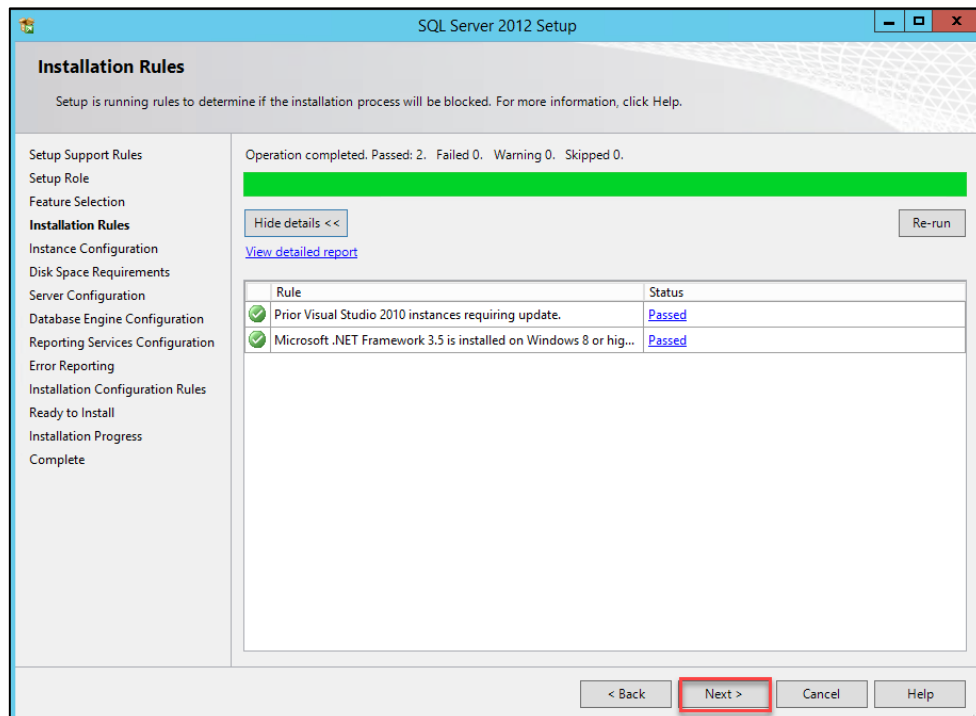 SQL Server 2012 Setup
Installation Rules
Setup is running rules to determine if the installation process will be blocked. For more information, click Help.
Setup Support Rules
Setup Role
Feature Selection
Installation Rules
Instance Configuration
Disk Space Requirements
Server Configuration
Database Engine Configuration
Reporting Services Configuration
Error Reporting
Installation Configuration Rules
Ready to Install
Installation Progress
Complete
Operation completed. Passed: 2. Failed 0. Warning 0. Skipped 0.
Hide details << Re-run
View detailed report
Rule Status
Prior Visual Studio 2010 instances requiring update. Passed
Microsoft .NET Framework 3.5 is installed on Windows 8 or hig... Passed
< Back Next > Cancel Help